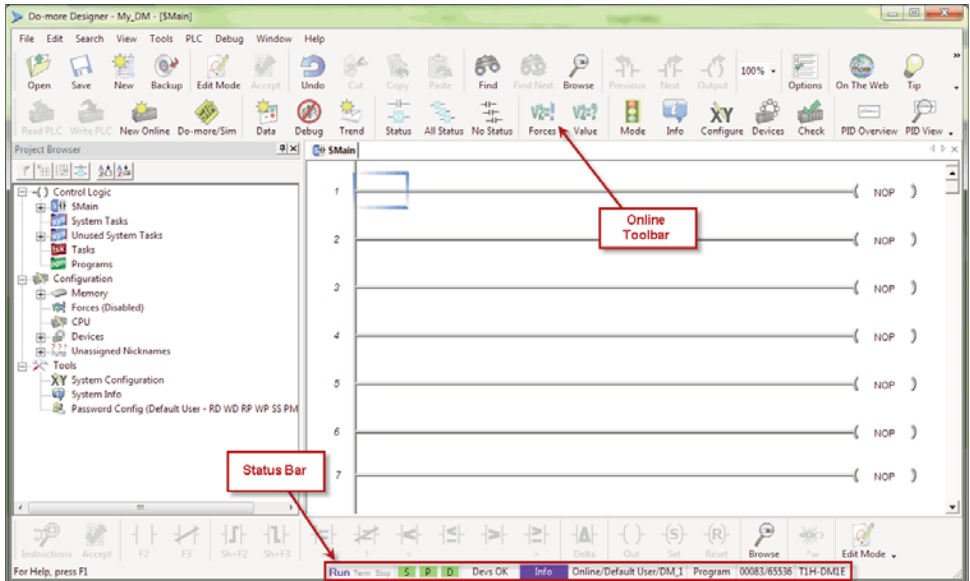 Do-more Designer - My_DM - [$Main]
File Edit Search View Tools PLC Debug Window Help
Open Save New Backup Edit Mode Accept Undo Cut Copy Paste Find Find Next Browse Previous Next Output 100% Options On The Web Tip
Read PLC Write PLC New Online Do-more/Sim Data Debug Trend Status All Status No Status Forces Value Mode Info Configure Devices Check PID Overview PID View
Project Browser
$Main
Control Logic
$Main
System Tasks
Unused System Tasks
Tasks
Programs
Configuration
Memory
Forces (Disabled)
CPU
Devices
Unassigned Nicknames
Tools
XY System Configuration
System Info
Password Config (Default User - RD WD RP WP SS PM
1 NOP
Online
Toolbar
2 NOP
3 NOP
4 NOP
5 NOP
6 NOP
7 NOP
Status Bar
Instructions Accept F2 F3 Sh+F2 Sh+F3 = ! < > Delta Out Set Reset Browse ^w Edit Mode
For Help, press F1
Run Term Stop S P D Devs OK Info Online/Default User/DM_1 Program 00083/65536 T1H-DM1E